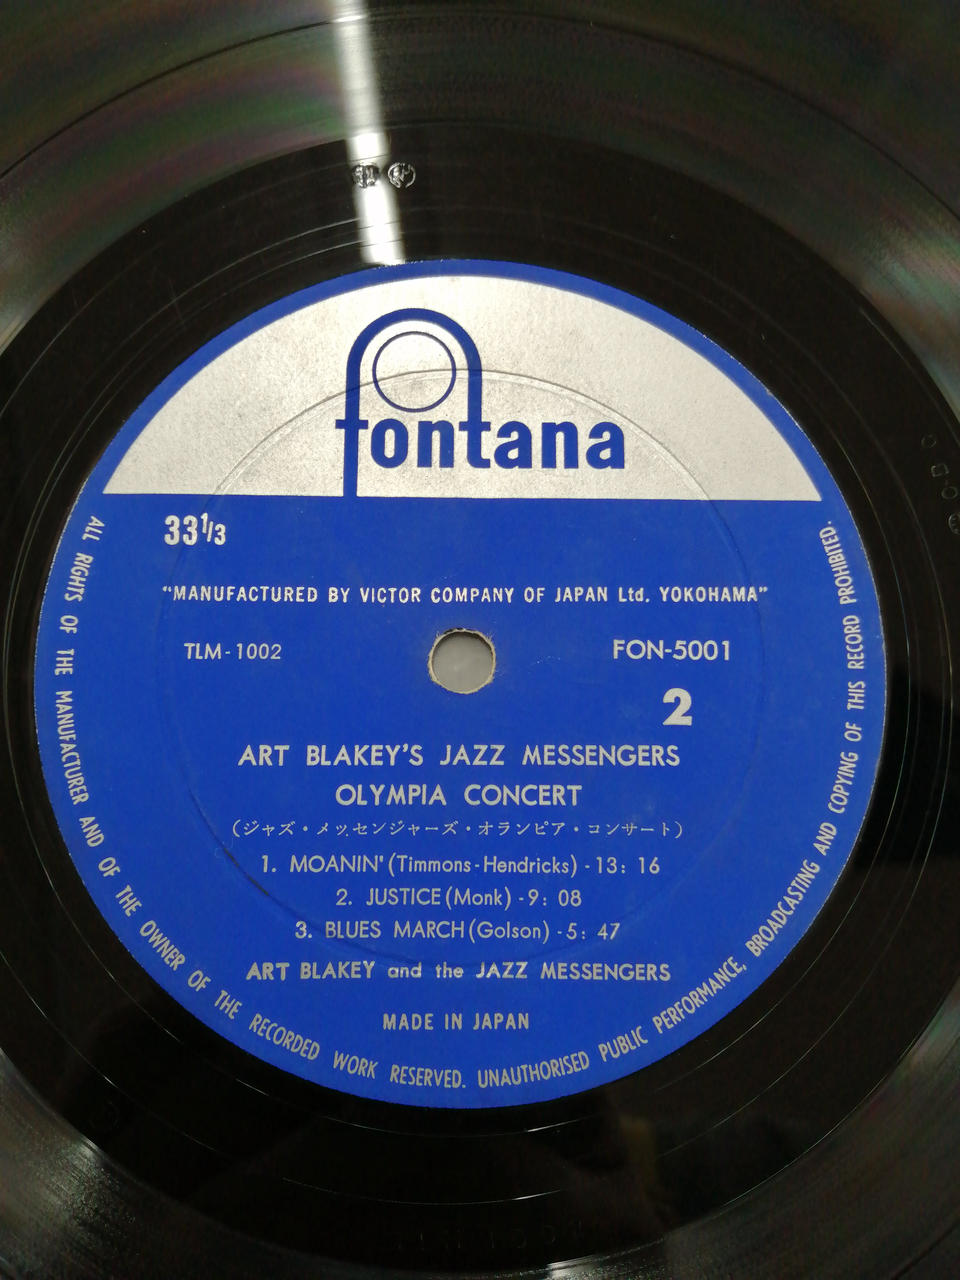 fontana
33 1/3
"MANUFACTURED BY VICTOR COMPANY OF JAPAN Ltd. YOKOHAMA"
TLM-1002
FON-5001
2
ART BLAKEY'S JAZZ MESSENGERS
OLYMPIA CONCERT
(ジャズ・メッセンジャーズ・オランピア・コンサート)
1. MOANIN' (Timmons-Hendricks) - 13: 16
2. JUSTICE (Monk) - 9: 08
3. BLUES MARCH (Golson) - 5: 47
ART BLAKEY and the JAZZ MESSENGERS
MADE IN JAPAN
ALL RIGHTS OF THE MANUFACTURER AND OF THE OWNER OF THE RECORDED WORK RESERVED. UNAUTHORISED PUBLIC PERFORMANCE, BROADCASTING AND COPYING OF THIS RECORD PROHIBITED.